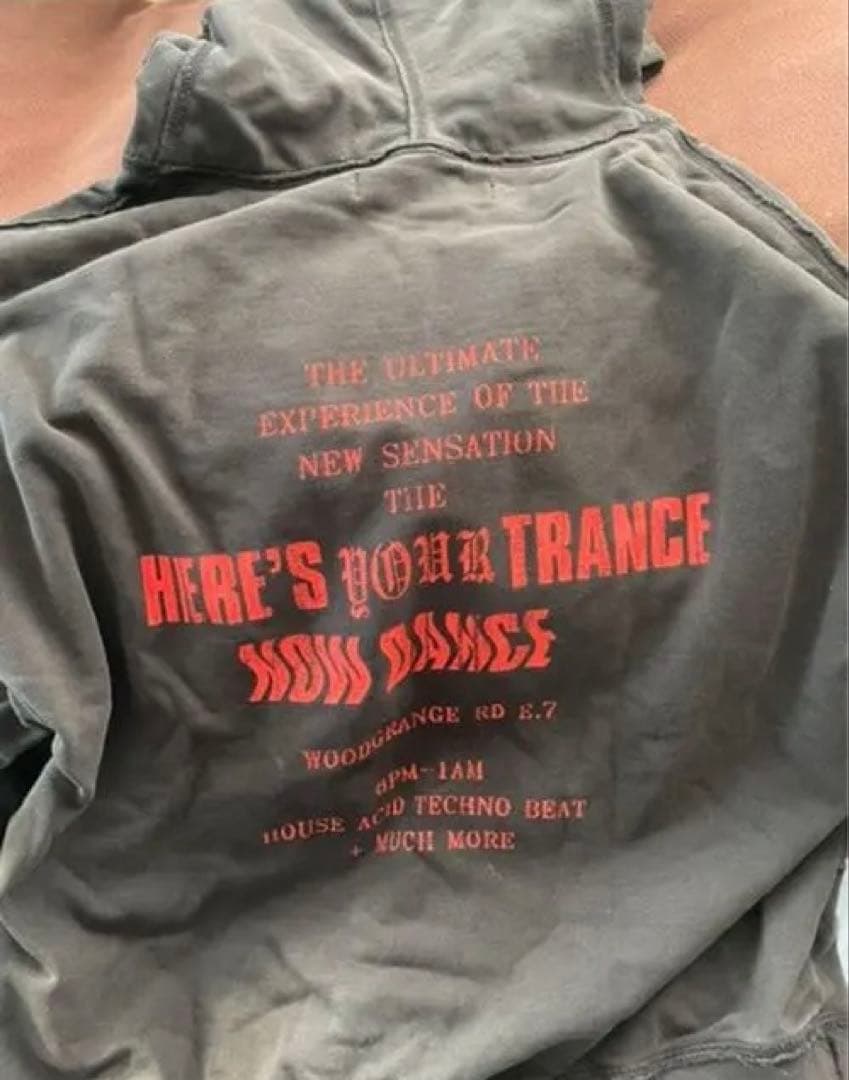 THE ULTIMATE
EXPERIENCE OF THE
NEW SENSATION
THE
HERE'S YOUR TRANCE
NOW DANCE
WOODGRANGE RD E.7
PM-1AM
HOUSE ACID TECHNO BEAT
+ MUCH MORE